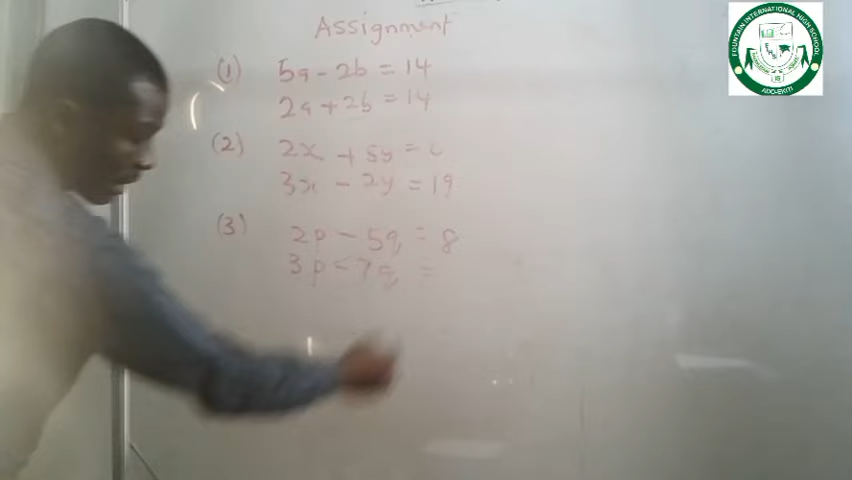 Assignment
(1) 5a - 2b = 14
2a + 2b = 14
(2) 2x + 5y =
3x - 2y = 19
(3) 2p - 5q = 8
3p - 7q =
FOUNTAIN INTERNATIONAL HIGH SCHOOL
ADO-EKITI